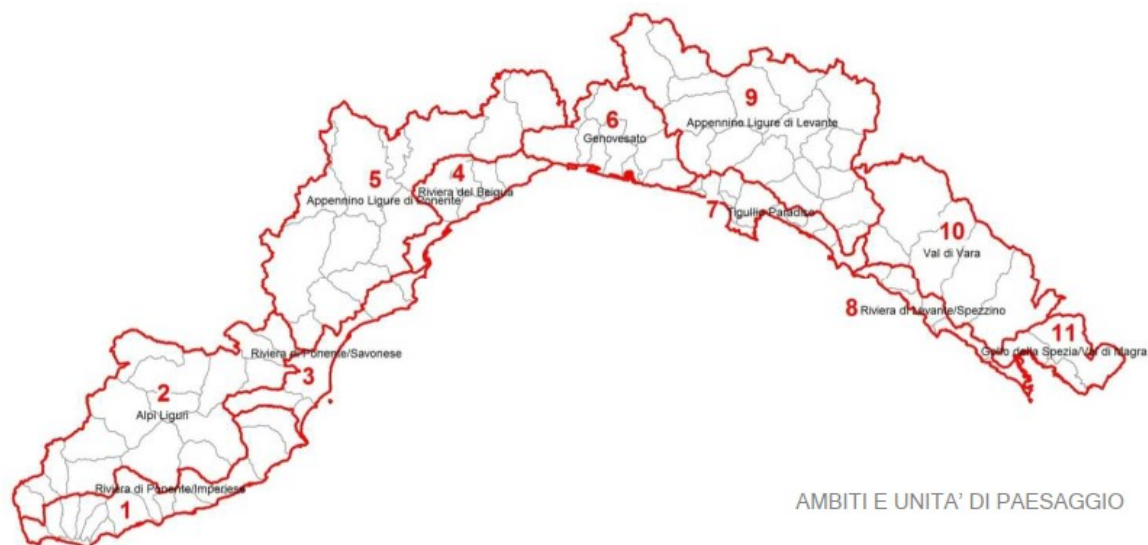 9
Appennino Ligure di Levante
6
Genovesato
4
Riviera del Beigua
5
Appennino Ligure di Ponente
7
Tigullio Paradiso
10
Val di Vara
8
Riviera di Levante/Spezzino
11
Golfo della Spezia/Val di Magra
Riviera di Ponente/Savonese
3
2
Alpi Liguri
Riviera di Ponente/Imperiese
1
AMBITI E UNITA' DI PAESAGGIO